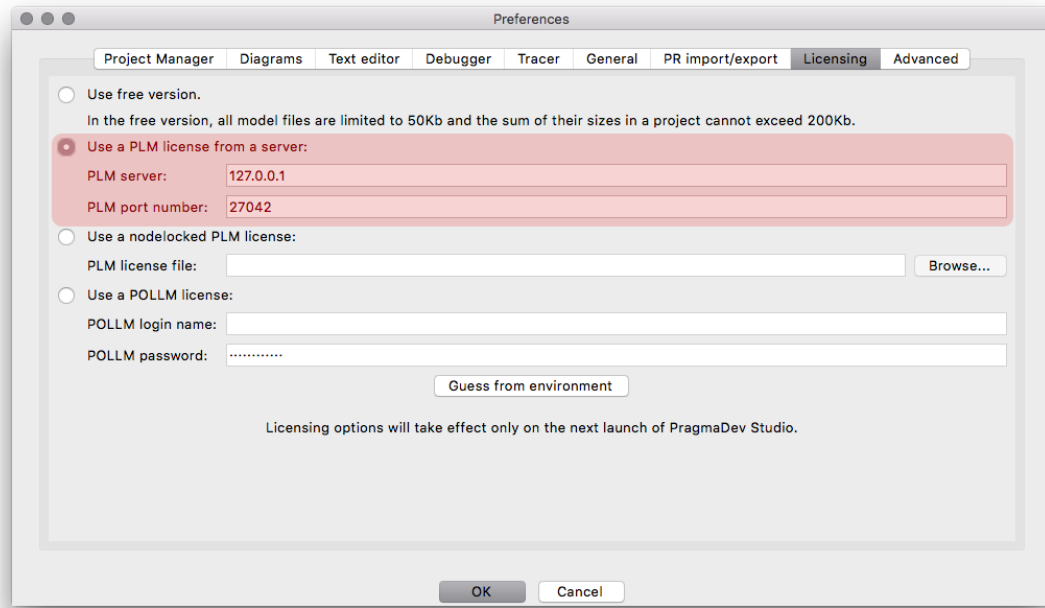 Preferences
Project Manager Diagrams Text editor Debugger Tracer General PR import/export Licensing Advanced
Use free version.
In the free version, all model files are limited to 50Kb and the sum of their sizes in a project cannot exceed 200Kb.
Use a PLM license from a server:
PLM server: 127.0.0.1
PLM port number: 27042
Use a nodelocked PLM license:
PLM license file: Browse...
Use a POLLM license:
POLLM login name:
POLLM password: ············
Guess from environment
Licensing options will take effect only on the next launch of PragmaDev Studio.
OK Cancel